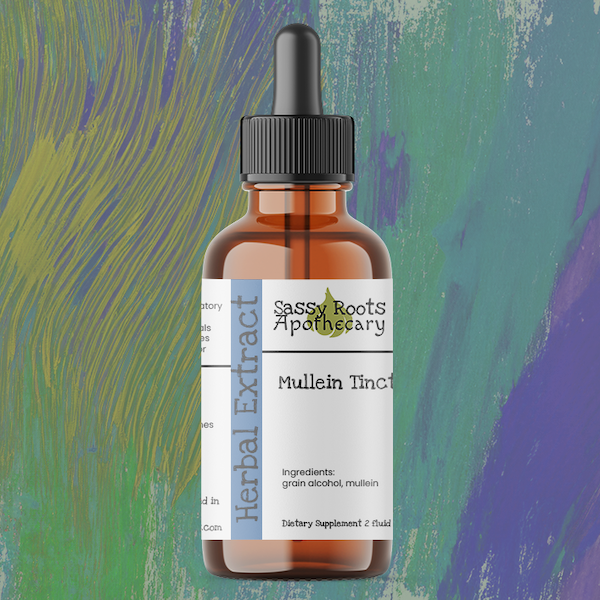 Sassy Roots
Apothecary
Mullein Tinct
Ingredients:
grain alcohol, mullein
Dietary Supplement 2 fluid
Herbal Extract